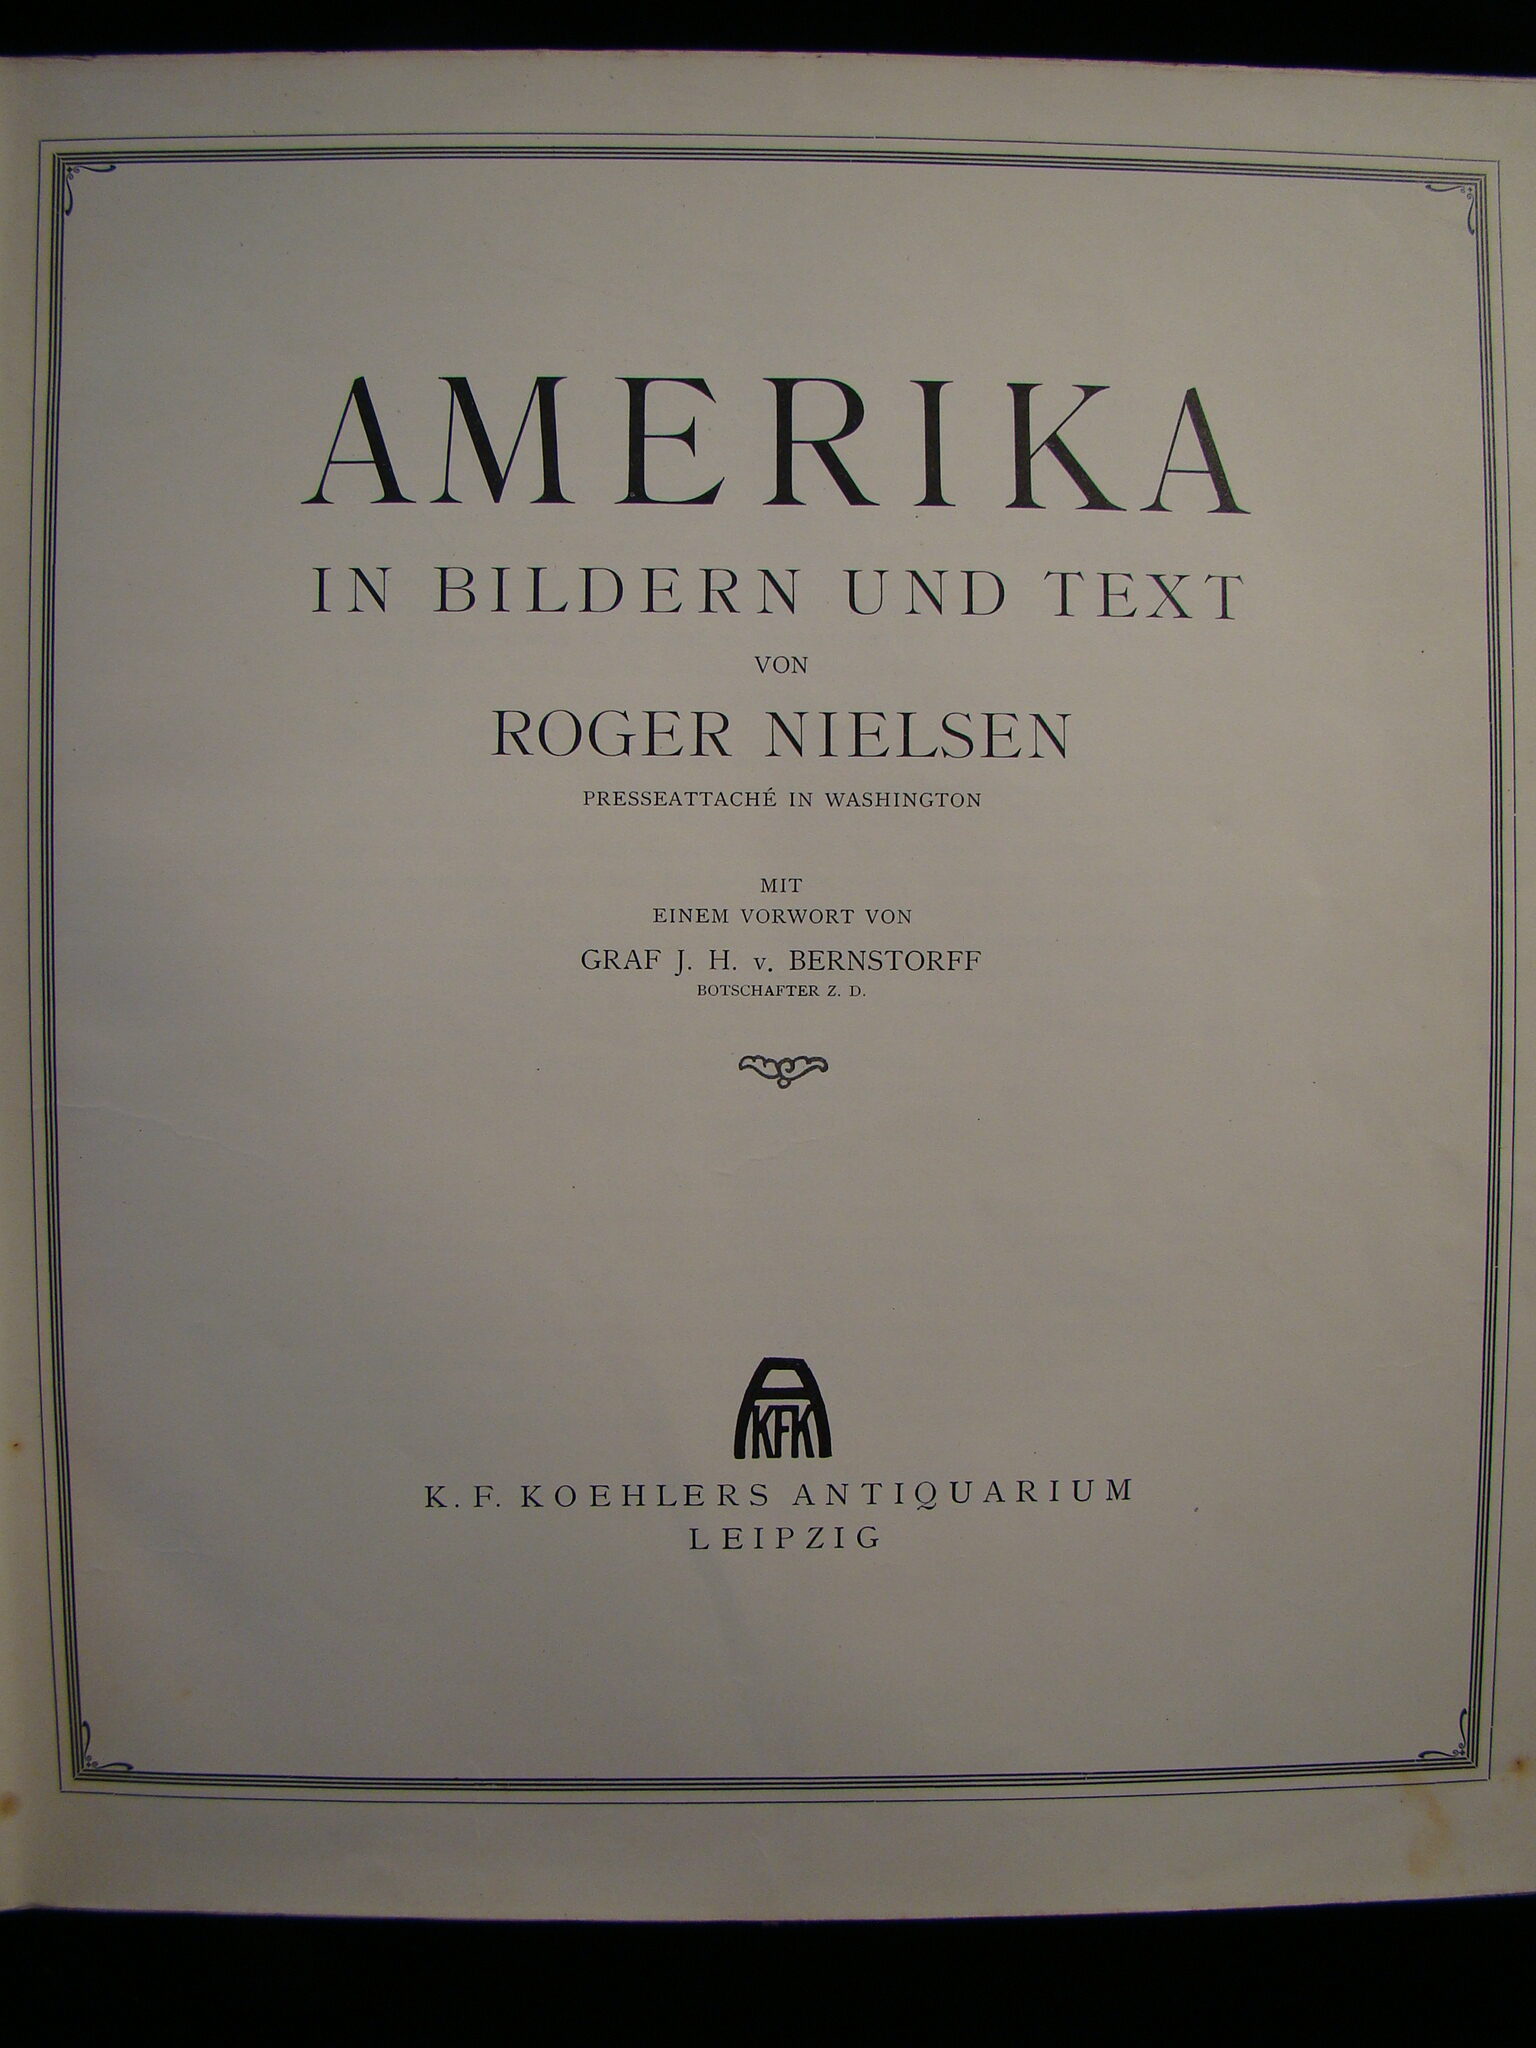 AMERIKA
IN BILDERN UND TEXT
VON
ROGER NIELSEN
PRESSEATTACHÉ IN WASHINGTON
MIT
EINEM VORWORT VON
GRAF J. H. v. BERNSTORFF
BOTSCHAFTER Z. D.
A
KFK
K. F. KOEHLERS ANTIQUARIUM
LEIPZIG